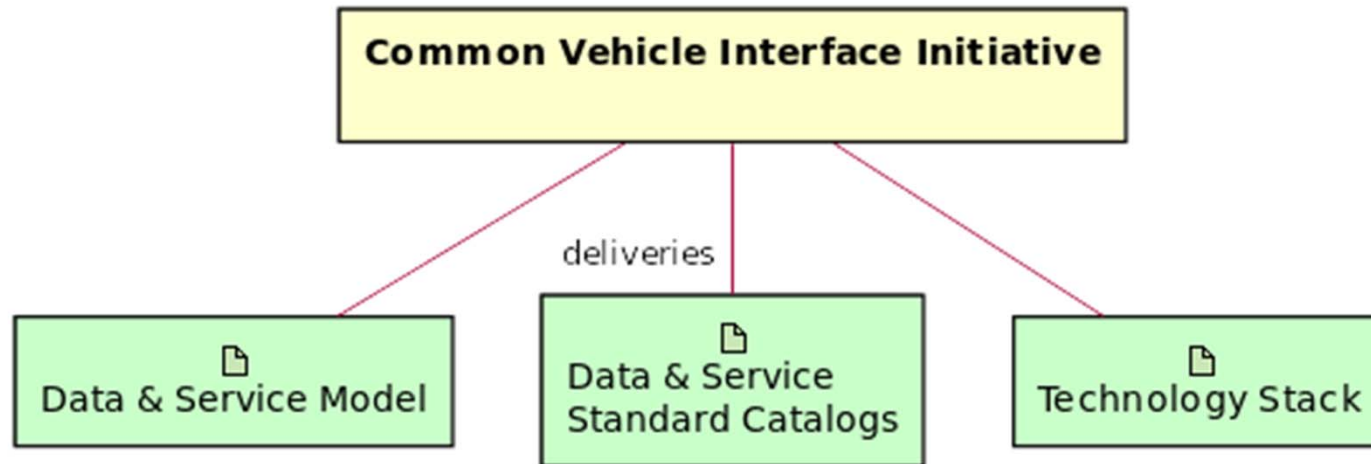 Common Vehicle Interface Initiative
deliveries
Data & Service Model
Data & Service
Standard Catalogs
Technology Stack